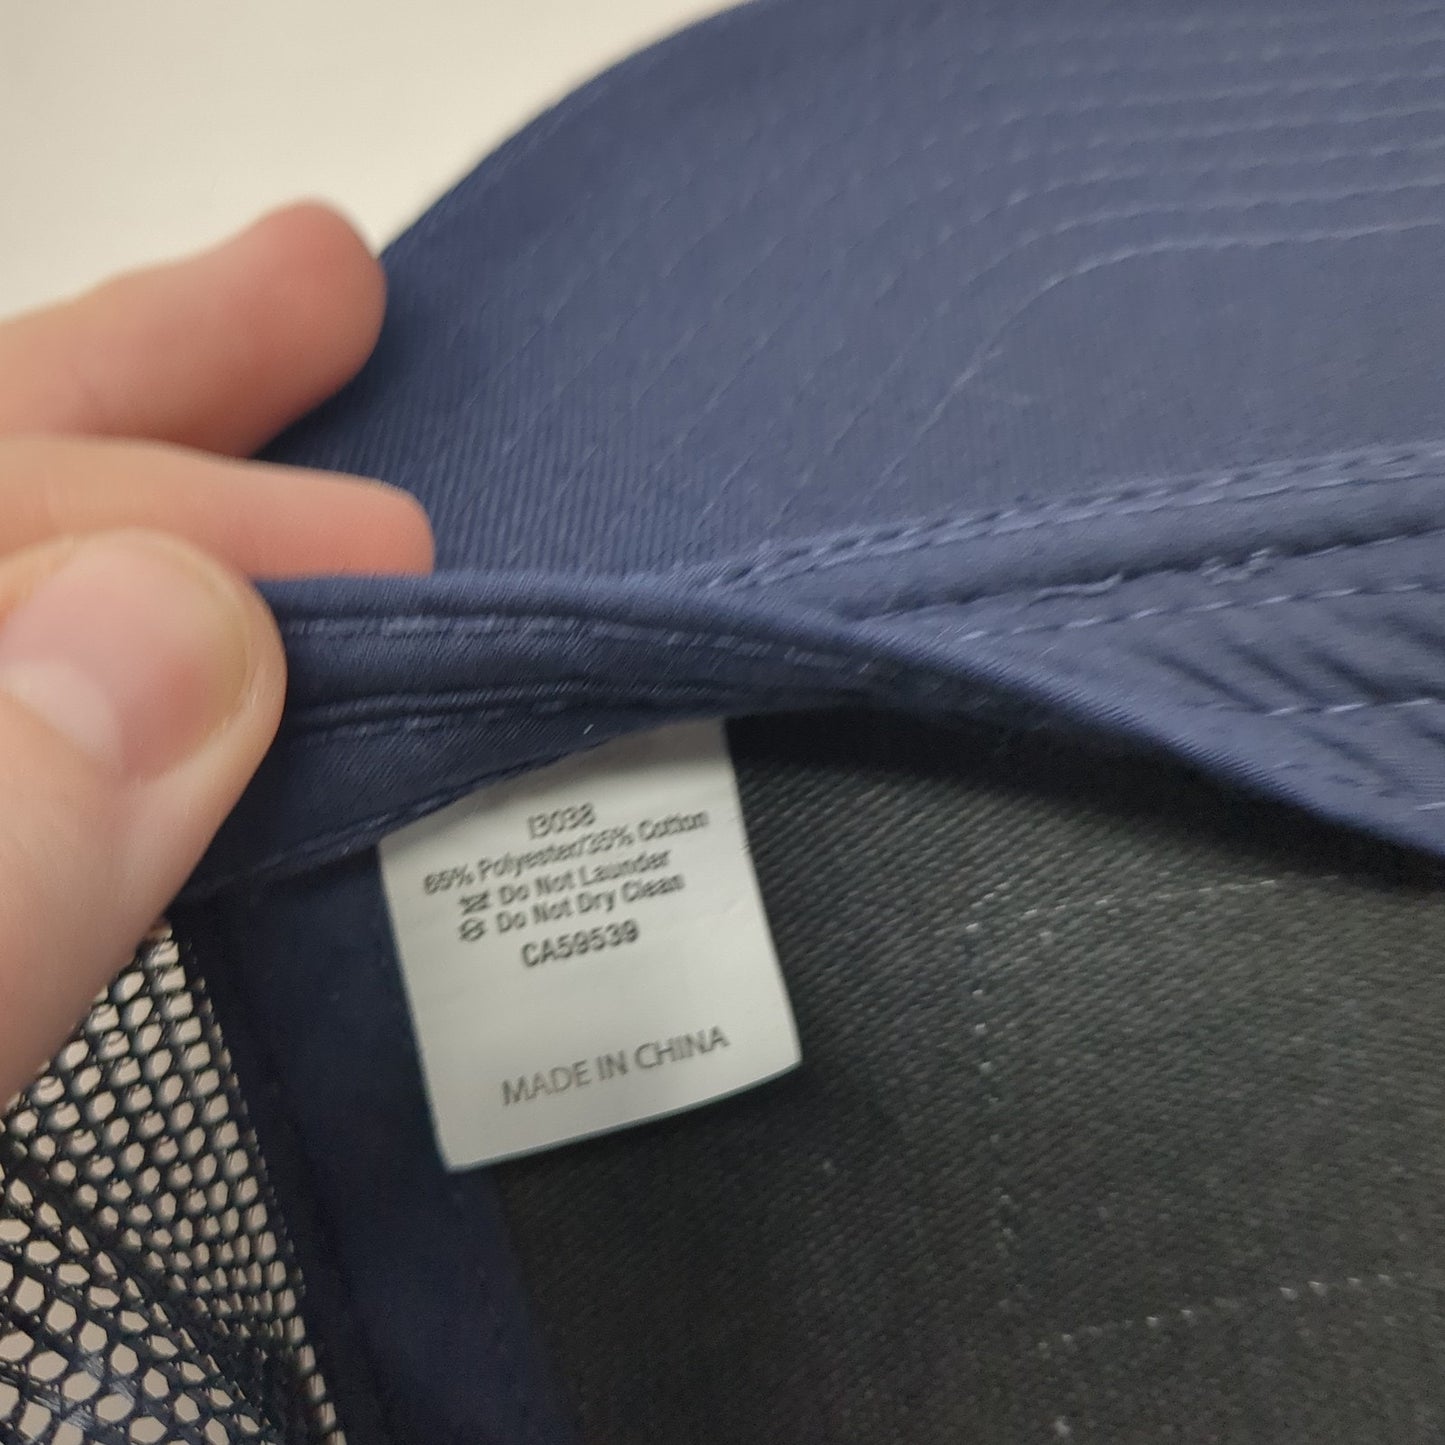 I3038
65% Polyester/35% Cotton
Do Not Launder
Do Not Dry Clean
CA59539
MADE IN CHINA